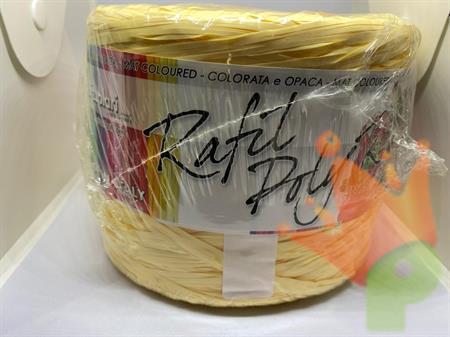 MAT COLOURED - COLORATA e OPACA - MAT COLOURED
Rafil
Poly